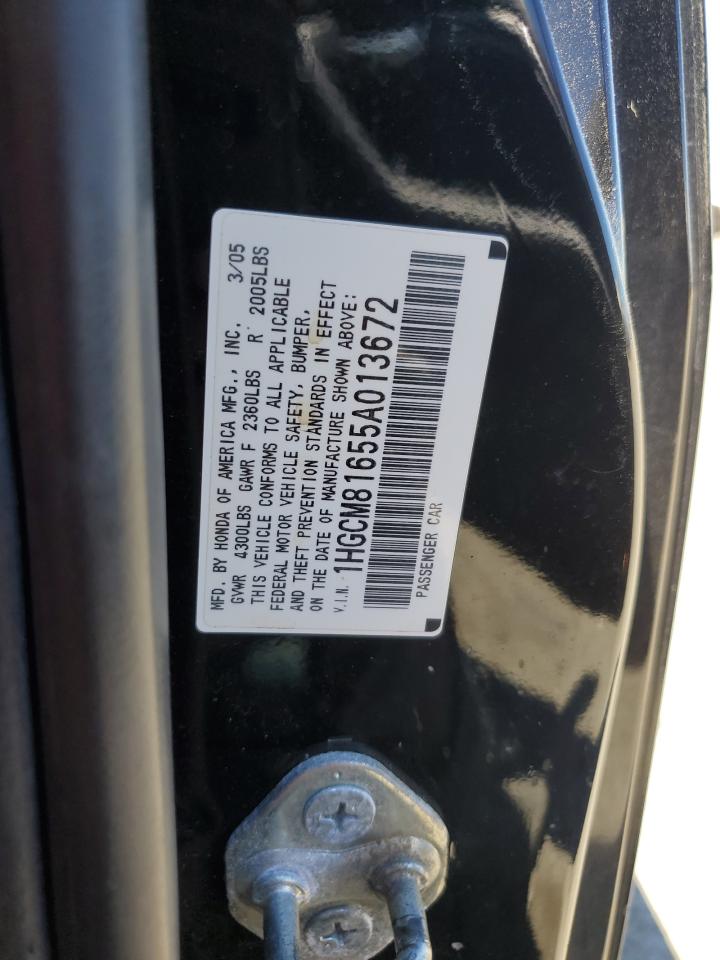 MFD. BY HONDA OF AMERICA MFG., INC. 3/05
GVWR 4300LBS GAWR F 2360LBS R 2005LBS
THIS VEHICLE CONFORMS TO ALL APPLICABLE
FEDERAL MOTOR VEHICLE SAFETY, BUMPER,
AND THEFT PREVENTION STANDARDS IN EFFECT
ON THE DATE OF MANUFACTURE SHOWN ABOVE:
V.I.N. 1HGCM81655A013672
PASSENGER CAR